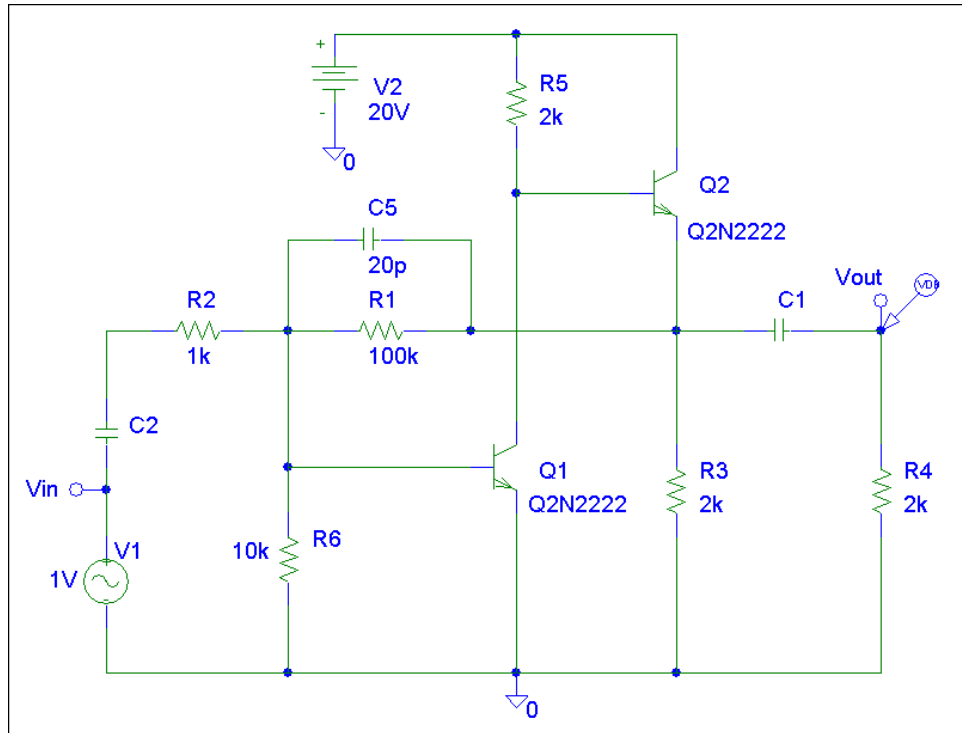 +
V2
20V
-
0
R5
2k
Q2
Q2N2222
C5
20p
R2
1k
R1
100k
C1
Vout
VDB
C2
Vin
V1
1V
+
-
10k
R6
Q1
Q2N2222
R3
2k
R4
2k
0